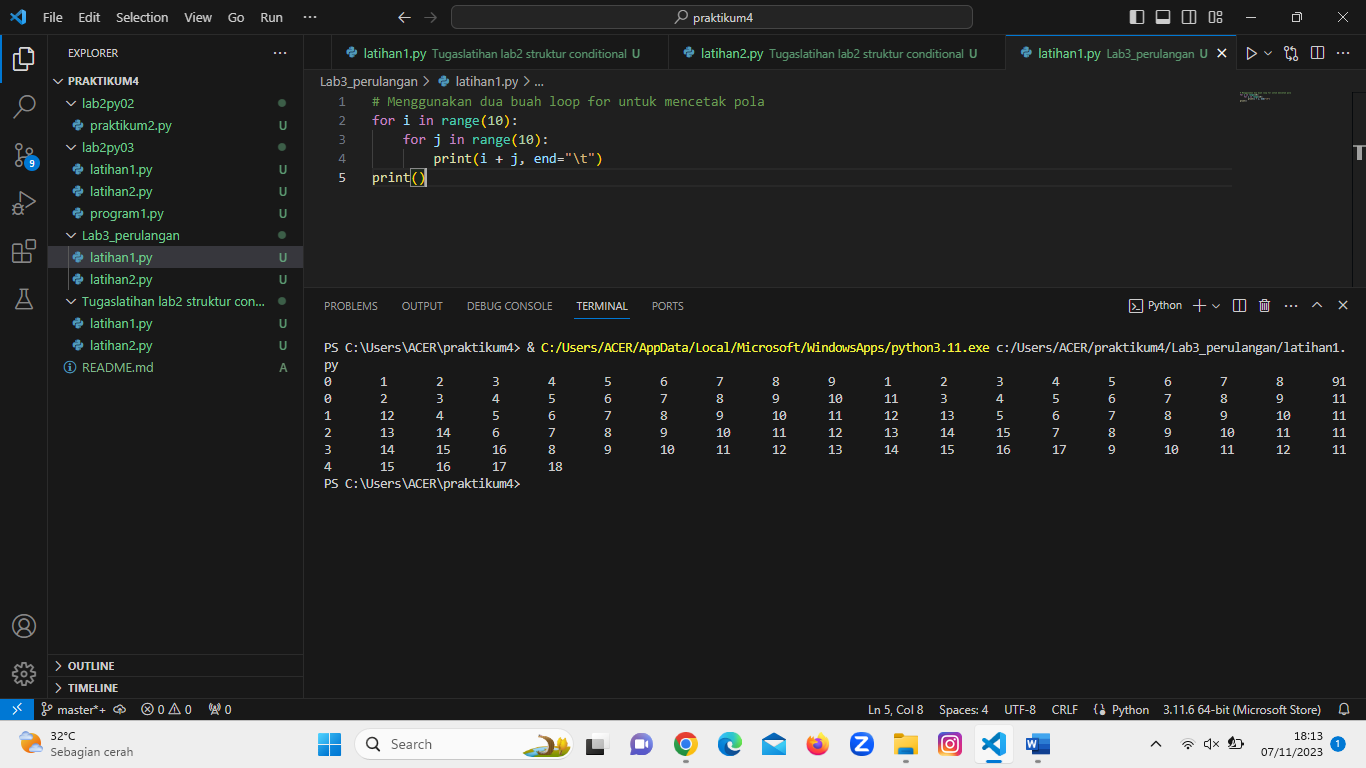 File Edit Selection View Go Run ···
praktikum4
EXPLORER ···
PRAKTIKUM4
lab2py02
praktikum2.py U
lab2py03
latihan1.py U
latihan2.py U
program1.py U
Lab3_perulangan
latihan1.py U
latihan2.py U
Tugaslatihan lab2 struktur con...
latihan1.py U
latihan2.py U
README.md A
OUTLINE
TIMELINE
9
latihan1.py Tugaslatihan lab2 struktur conditional U
latihan2.py Tugaslatihan lab2 struktur conditional U
latihan1.py Lab3_perulangan U
Lab3_perulangan > latihan1.py > ...
1 # Menggunakan dua buah loop for untuk mencetak pola
2 for i in range(10):
3 for j in range(10):
4 print(i + j, end="\t")
5 print()
PROBLEMS OUTPUT DEBUG CONSOLE TERMINAL PORTS
Python
PS C:\Users\ACER\praktikum4> & C:/Users/ACER/AppData/Local/Microsoft/WindowsApps/python3.11.exe c:/Users/ACER/praktikum4/Lab3_perulangan/latihan1.
py
0 1 2 3 4 5 6 7 8 9 1 2 3 4 5 6 7 8 91
0 2 3 4 5 6 7 8 9 10 11 3 4 5 6 7 8 9 11
1 12 4 5 6 7 8 9 10 11 12 13 5 6 7 8 9 10 11
2 13 14 6 7 8 9 10 11 12 13 14 15 7 8 9 10 11 11
3 14 15 16 8 9 10 11 12 13 14 15 16 17 9 10 11 12 11
4 15 16 17 18
PS C:\Users\ACER\praktikum4>
master*+ 0 0 0
Ln 5, Col 8 Spaces: 4 UTF-8 CRLF Python 3.11.6 64-bit (Microsoft Store)
32°C
Sebagian cerah
Search
18:13
07/11/2023
1